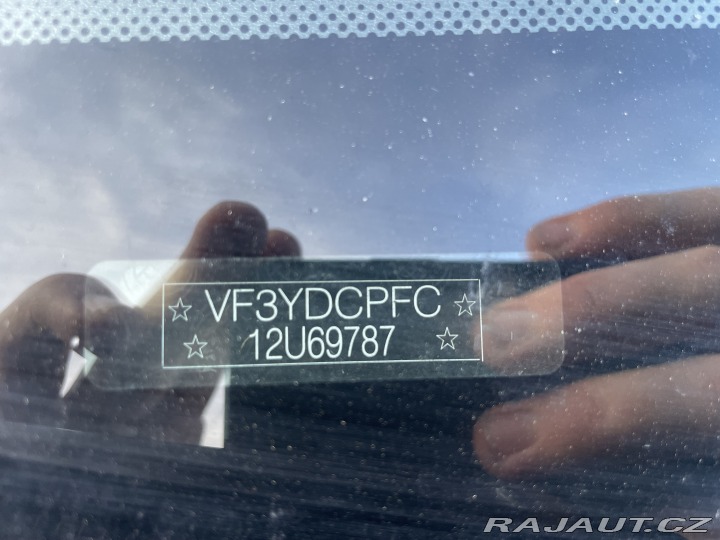 ☆ VF3YDCPFC ☆
☆ 12U69787 ☆
RAJAUT.CZ